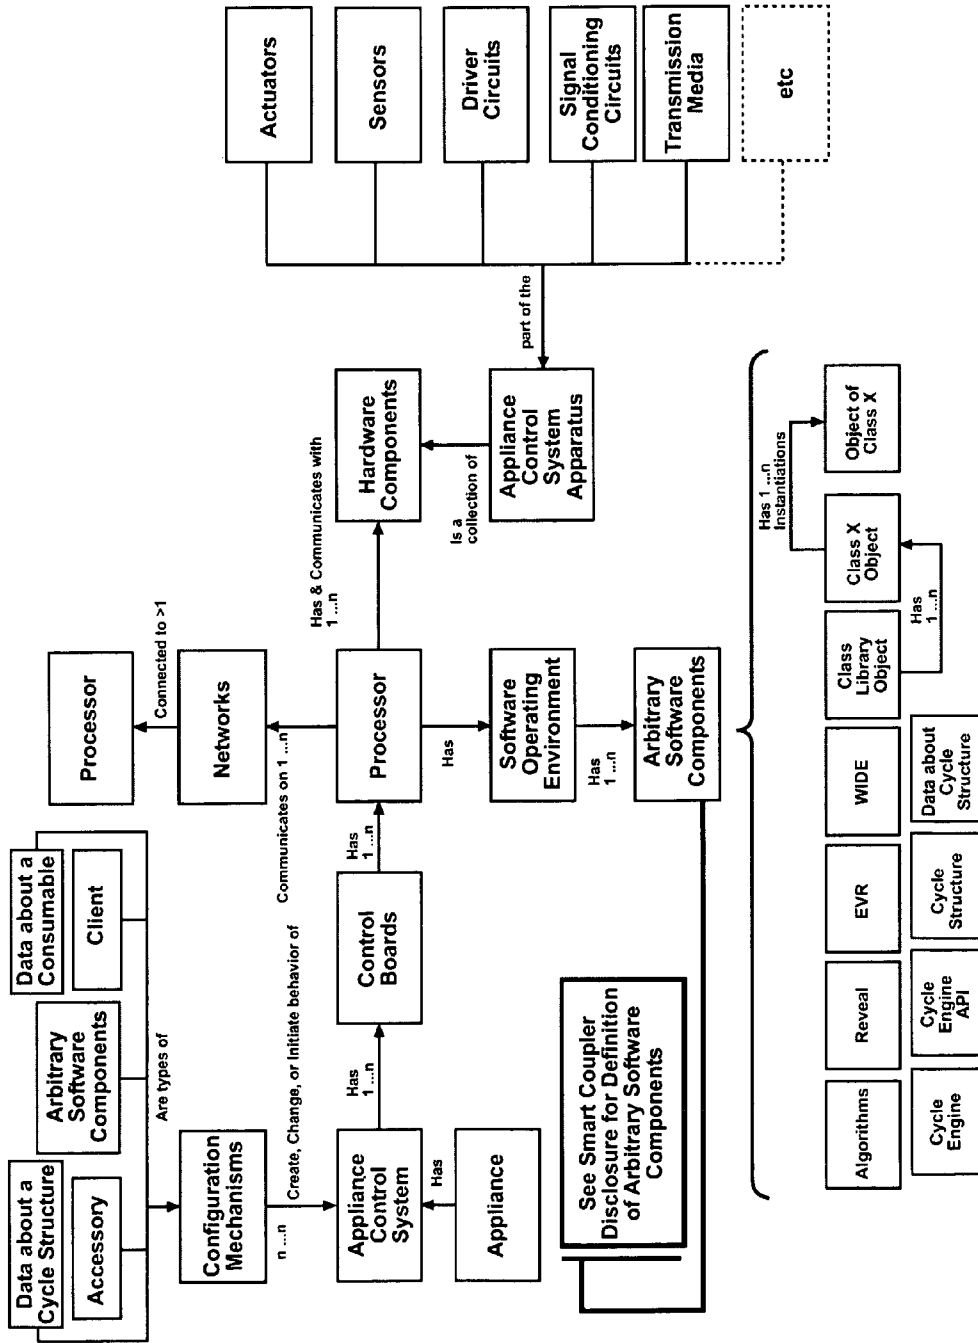 Data about a
Cycle Structure
Accessory
Arbitrary
Software
Components
Data about a
Consumable
Client
Are types of
Configuration
Mechanisms
n ...n
Create, Change, or Initiate behavior of
Appliance
Control
System
Has
Appliance
Has
1 ...n
Control
Boards
Has
1 ...n
Processor
Communicates on 1 ...n
Networks
Connected to >1
Processor
Has & Communicates with
1 ...n
Hardware
Components
Is a
collection of
Appliance
Control
System
Apparatus
part of the
Actuators
Sensors
Driver
Circuits
Signal
Conditioning
Circuits
Transmission
Media
etc
Has
Software
Operating
Environment
Has
1 ...n
Arbitrary
Software
Components
See Smart Coupler
Disclosure for Definition
of Arbitrary Software
Components
Algorithms
Reveal
EVR
WIDE
Class
Library
Object
Has
1 ...n
Class X
Object
Has 1 ...n
Instantiations
Object of
Class X
Cycle
Engine
Cycle
Engine
API
Cycle
Structure
Data about
Cycle
Structure